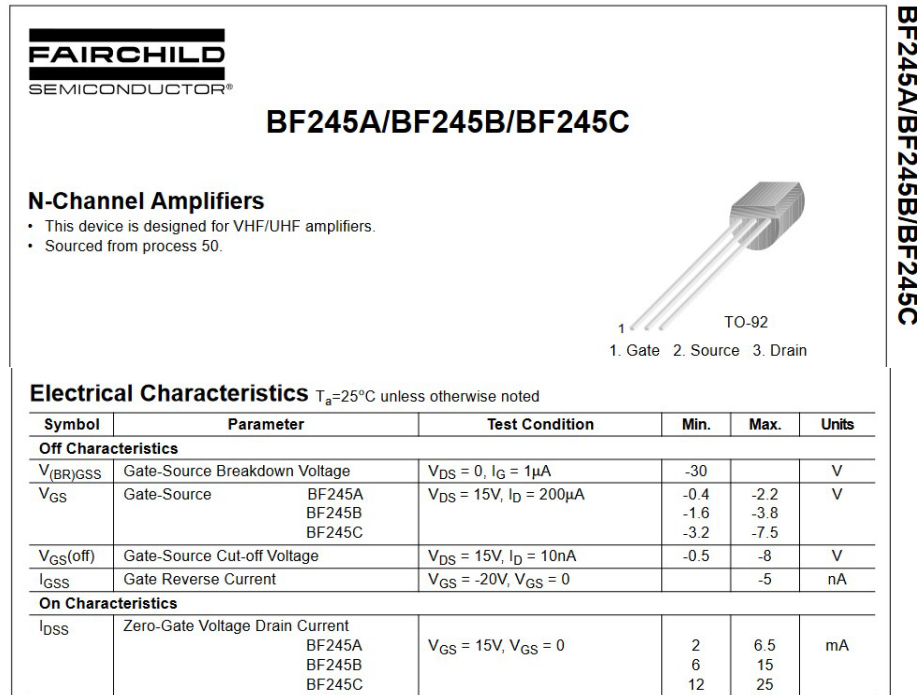 FAIRCHILD
SEMICONDUCTOR®
BF245A/BF245B/BF245C
BF245A/BF245B/BF245C
N-Channel Amplifiers
• This device is designed for VHF/UHF amplifiers.
• Sourced from process 50.
1
TO-92
1. Gate 2. Source 3. Drain
Electrical Characteristics Ta=25°C unless otherwise noted
Symbol Parameter Test Condition Min. Max. Units
Off Characteristics
V(BR)GSS Gate-Source Breakdown Voltage VDS = 0, IG = 1μA -30 V
VGS Gate-Source BF245A VDS = 15V, ID = 200μA -0.4 -2.2 V
BF245B -1.6 -3.8
BF245C -3.2 -7.5
VGS(off) Gate-Source Cut-off Voltage VDS = 15V, ID = 10nA -0.5 -8 V
IGSS Gate Reverse Current VGS = -20V, VGS = 0 -5 nA
On Characteristics
IDSS Zero-Gate Voltage Drain Current
BF245A VGS = 15V, VGS = 0 2 6.5 mA
BF245B 6 15
BF245C 12 25